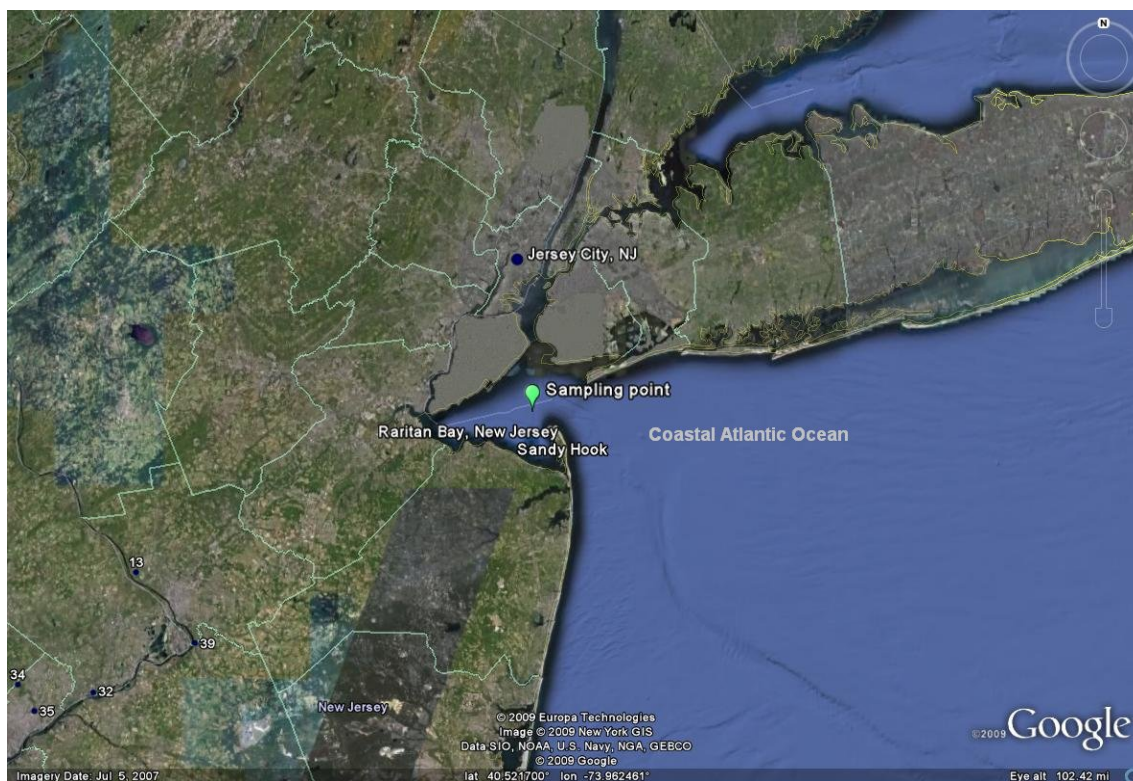 N
Jersey City, NJ
Sampling point
Raritan Bay, New Jersey
Coastal Atlantic Ocean
Sandy Hook
13
39
34
32
35
New Jersey
© 2009 Europa Technologies
Image © 2009 New York GIS
Data SIO, NOAA, U.S. Navy, NGA, GEBCO
© 2009 Google
©2009 Google
Imagery Date: Jul 5, 2007
lat 40.521700° lon -73.962461°
Eye alt 102.42 mi